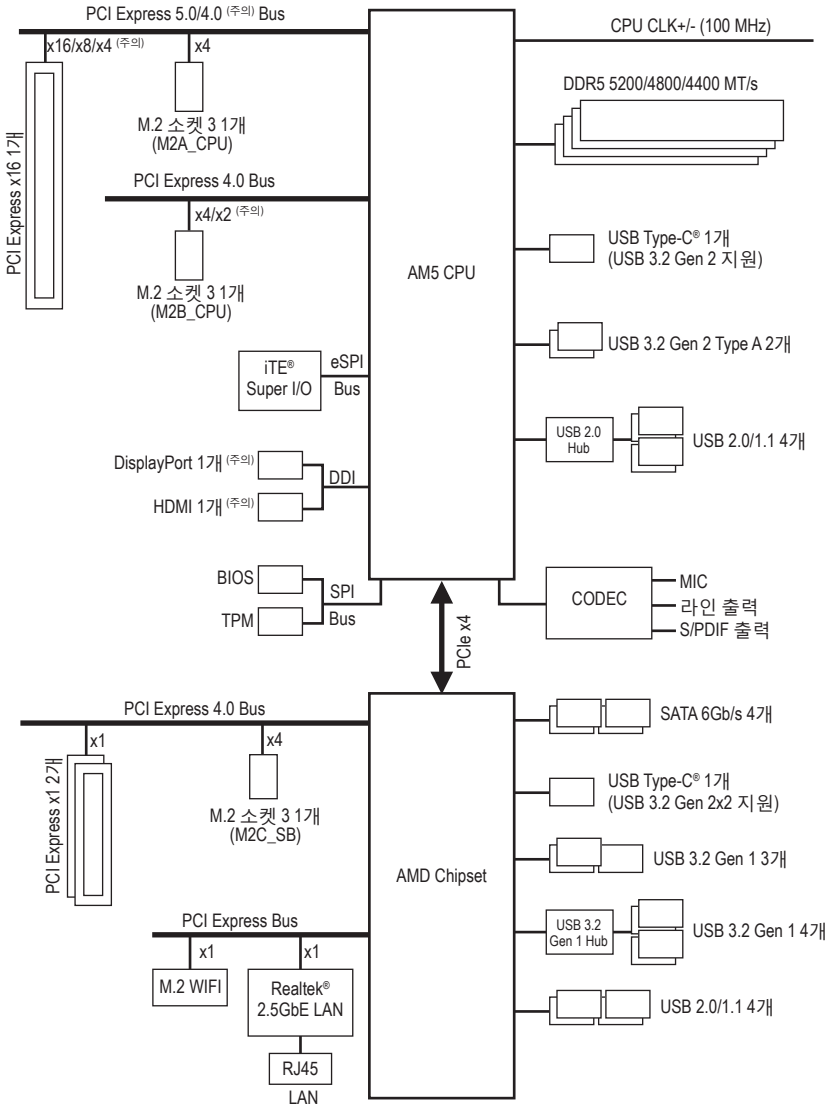 PCI Express 5.0/4.0 (주의) Bus
x16/x8/x4 (주의)
x4
PCI Express x16 1개
M.2 소켓 3 1개
(M2A_CPU)
PCI Express 4.0 Bus
x4/x2 (주의)
M.2 소켓 3 1개
(M2B_CPU)
iTE®
Super I/O
eSPI
Bus
DisplayPort 1개 (주의)
HDMI 1개 (주의)
DDI
BIOS
TPM
SPI
Bus
AM5 CPU
CPU CLK+/- (100 MHz)
DDR5 5200/4800/4400 MT/s
USB Type-C® 1개
(USB 3.2 Gen 2 지원)
USB 3.2 Gen 2 Type A 2개
USB 2.0
Hub
USB 2.0/1.1 4개
CODEC
MIC
라인 출력
S/PDIF 출력
PCIe x4
PCI Express 4.0 Bus
x1
x4
PCI Express x1 2개
M.2 소켓 3 1개
(M2C_SB)
PCI Express Bus
x1
x1
M.2 WIFI
Realtek®
2.5GbE LAN
RJ45
LAN
AMD Chipset
SATA 6Gb/s 4개
USB Type-C® 1개
(USB 3.2 Gen 2x2 지원)
USB 3.2 Gen 1 3개
USB 3.2
Gen 1 Hub
USB 3.2 Gen 1 4개
USB 2.0/1.1 4개